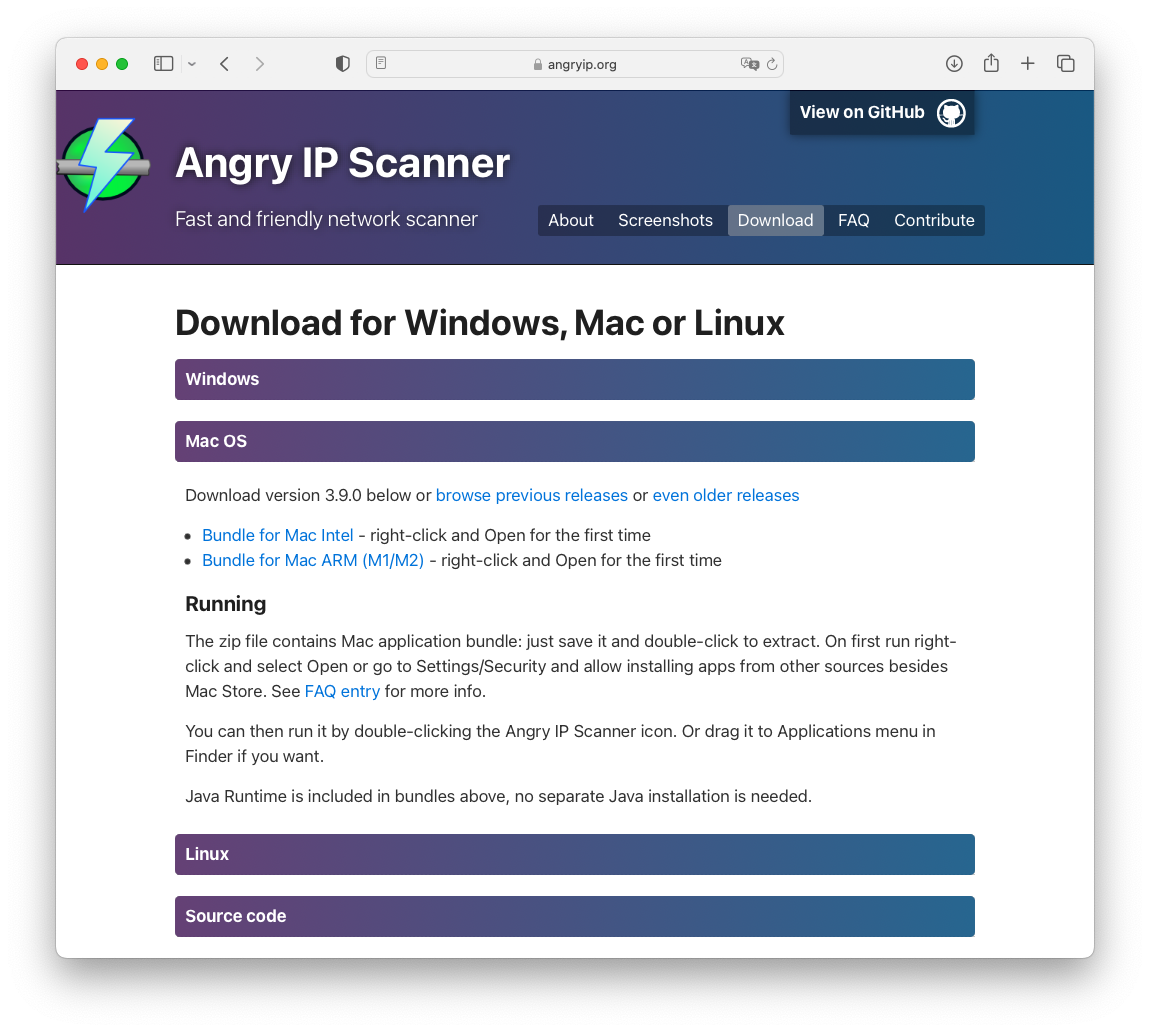 angryip.org
View on GitHub
Angry IP Scanner
Fast and friendly network scanner
About Screenshots Download FAQ Contribute
Download for Windows, Mac or Linux
Windows
Mac OS
Download version 3.9.0 below or browse previous releases or even older releases
• Bundle for Mac Intel - right-click and Open for the first time
• Bundle for Mac ARM (M1/M2) - right-click and Open for the first time
Running
The zip file contains Mac application bundle: just save it and double-click to extract. On first run right-
click and select Open or go to Settings/Security and allow installing apps from other sources besides
Mac Store. See FAQ entry for more info.
You can then run it by double-clicking the Angry IP Scanner icon. Or drag it to Applications menu in
Finder if you want.
Java Runtime is included in bundles above, no separate Java installation is needed.
Linux
Source code